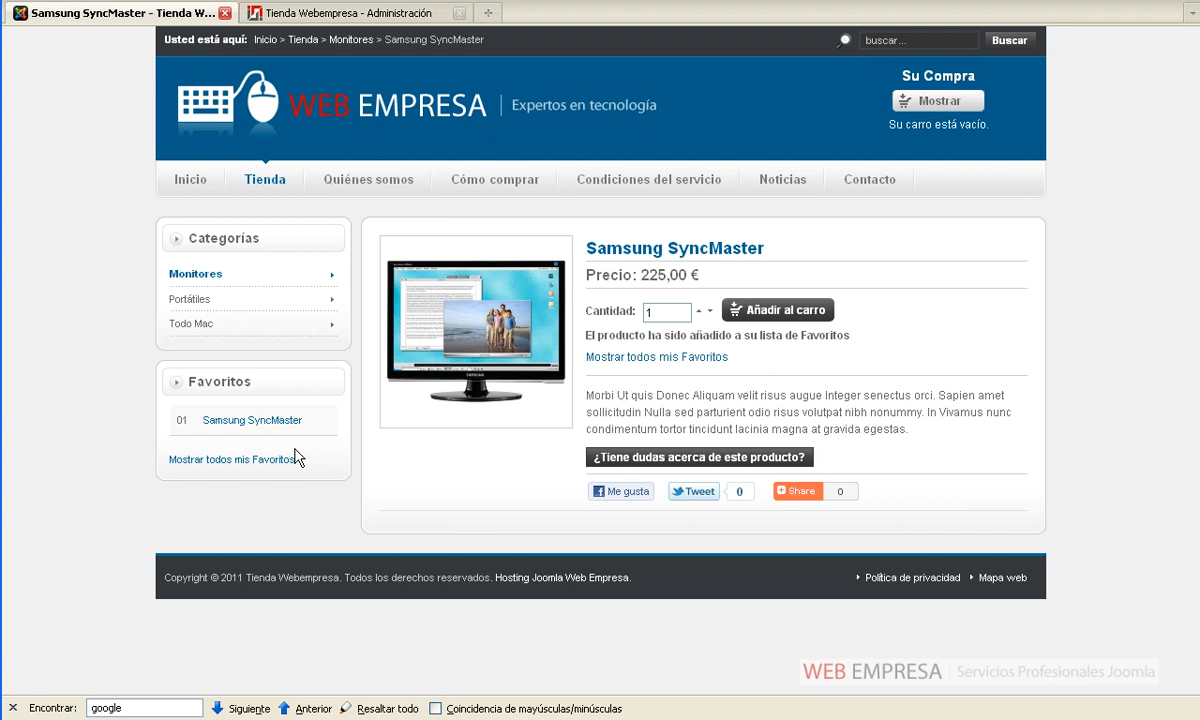 Samsung SyncMaster - Tienda W...
Tienda Webempresa - Administración
Usted está aquí: Inicio > Tienda > Monitores > Samsung SyncMaster
buscar...
Buscar
WEB EMPRESA | Expertos en tecnología
Su Compra
Mostrar
Su carro está vacío.
Inicio
Tienda
Quiénes somos
Cómo comprar
Condiciones del servicio
Noticias
Contacto
Categorías
Monitores
Portátiles
Todo Mac
Favoritos
01 Samsung SyncMaster
Mostrar todos mis Favoritos
SAMSUNG
Samsung SyncMaster
Precio: 225,00 €
Cantidad: 1
Añadir al carro
El producto ha sido añadido a su lista de Favoritos
Mostrar todos mis Favoritos
Morbi Ut quis Donec Aliquam velit risus augue Integer senectus orci. Sapien amet
sollicitudin Nulla sed parturient odio risus volutpat nibh nonummy. In Vivamus nunc
condimentum tortor tincidunt lacinia magna at gravida egestas.
¿Tiene dudas acerca de este producto?
Me gusta
Tweet 0
Share 0
Copyright © 2011 Tienda Webempresa. Todos los derechos reservados. Hosting Joomla Web Empresa.
Política de privacidad
Mapa web
WEB EMPRESA | Servicios Profesionales Joomla
Encontrar: google Siguiente Anterior Resaltar todo Coincidencia de mayúsculas/minúsculas